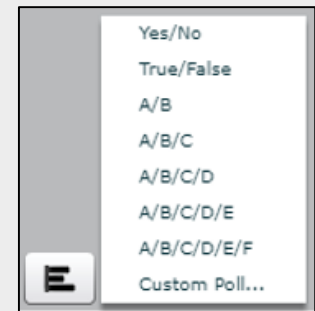 Yes/No
True/False
A/B
A/B/C
A/B/C/D
A/B/C/D/E
A/B/C/D/E/F
Custom Poll...